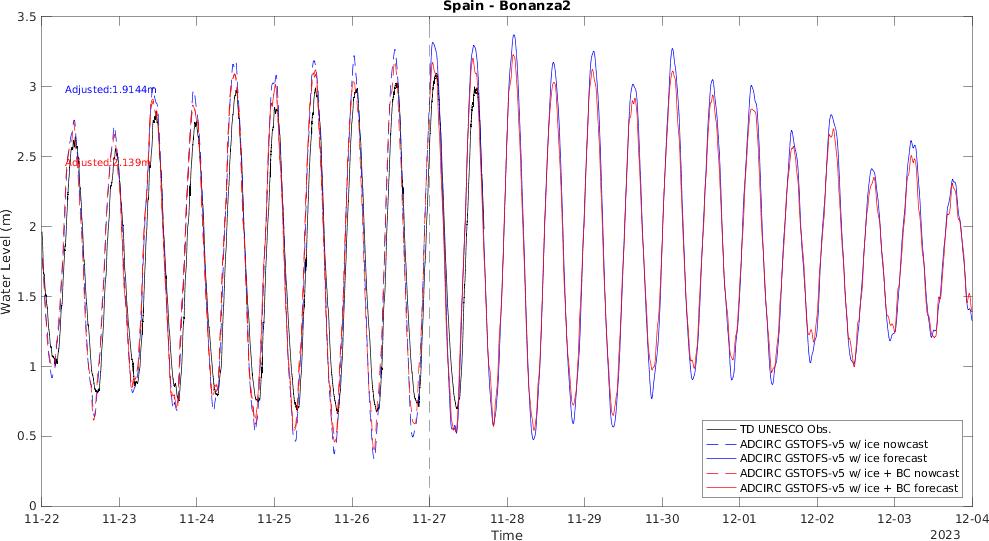 Spain - Bonanza2
3.5
3
2.5
2
1.5
1
0.5
0
Water Level (m)
Adjusted:1.9144m
Adjusted:2.139m
TD UNESCO Obs.
ADCIRC GSTOFS-v5 w/ ice nowcast
ADCIRC GSTOFS-v5 w/ ice forecast
ADCIRC GSTOFS-v5 w/ ice + BC nowcast
ADCIRC GSTOFS-v5 w/ ice + BC forecast
11-22 11-23 11-24 11-25 11-26 11-27 11-28 11-29 11-30 12-01 12-02 12-03 12-04
Time
2023